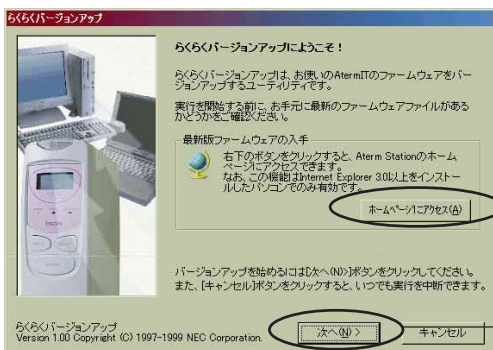 らくらくバージョンアップ
らくらくバージョンアップにようこそ！
らくらくバージョンアップは、お使いのAtermITのファームウェアをバー
ジョンアップするユーティリティです。
実行を開始する前に、お手元に最新のファームウェアファイルがある
かどうかをご確認ください。
最新版ファームウェアの入手
右下のボタンをクリックすると、Aterm Stationのホーム
ページにアクセスできます。
なお、この機能はInternet Explorer 3.0以上をインストー
ルしたパソコンでのみ有効です。
ホームページにアクセス(A)
バージョンアップを始めるには[次へ(N)>]ボタンをクリックしてください。
また、[キャンセル]ボタンをクリックすると、いつでも実行を中断できます。
らくらくバージョンアップ
Version 1.00 Copyright (C) 1997-1999 NEC Corporation.
次へ(N) >
キャンセル